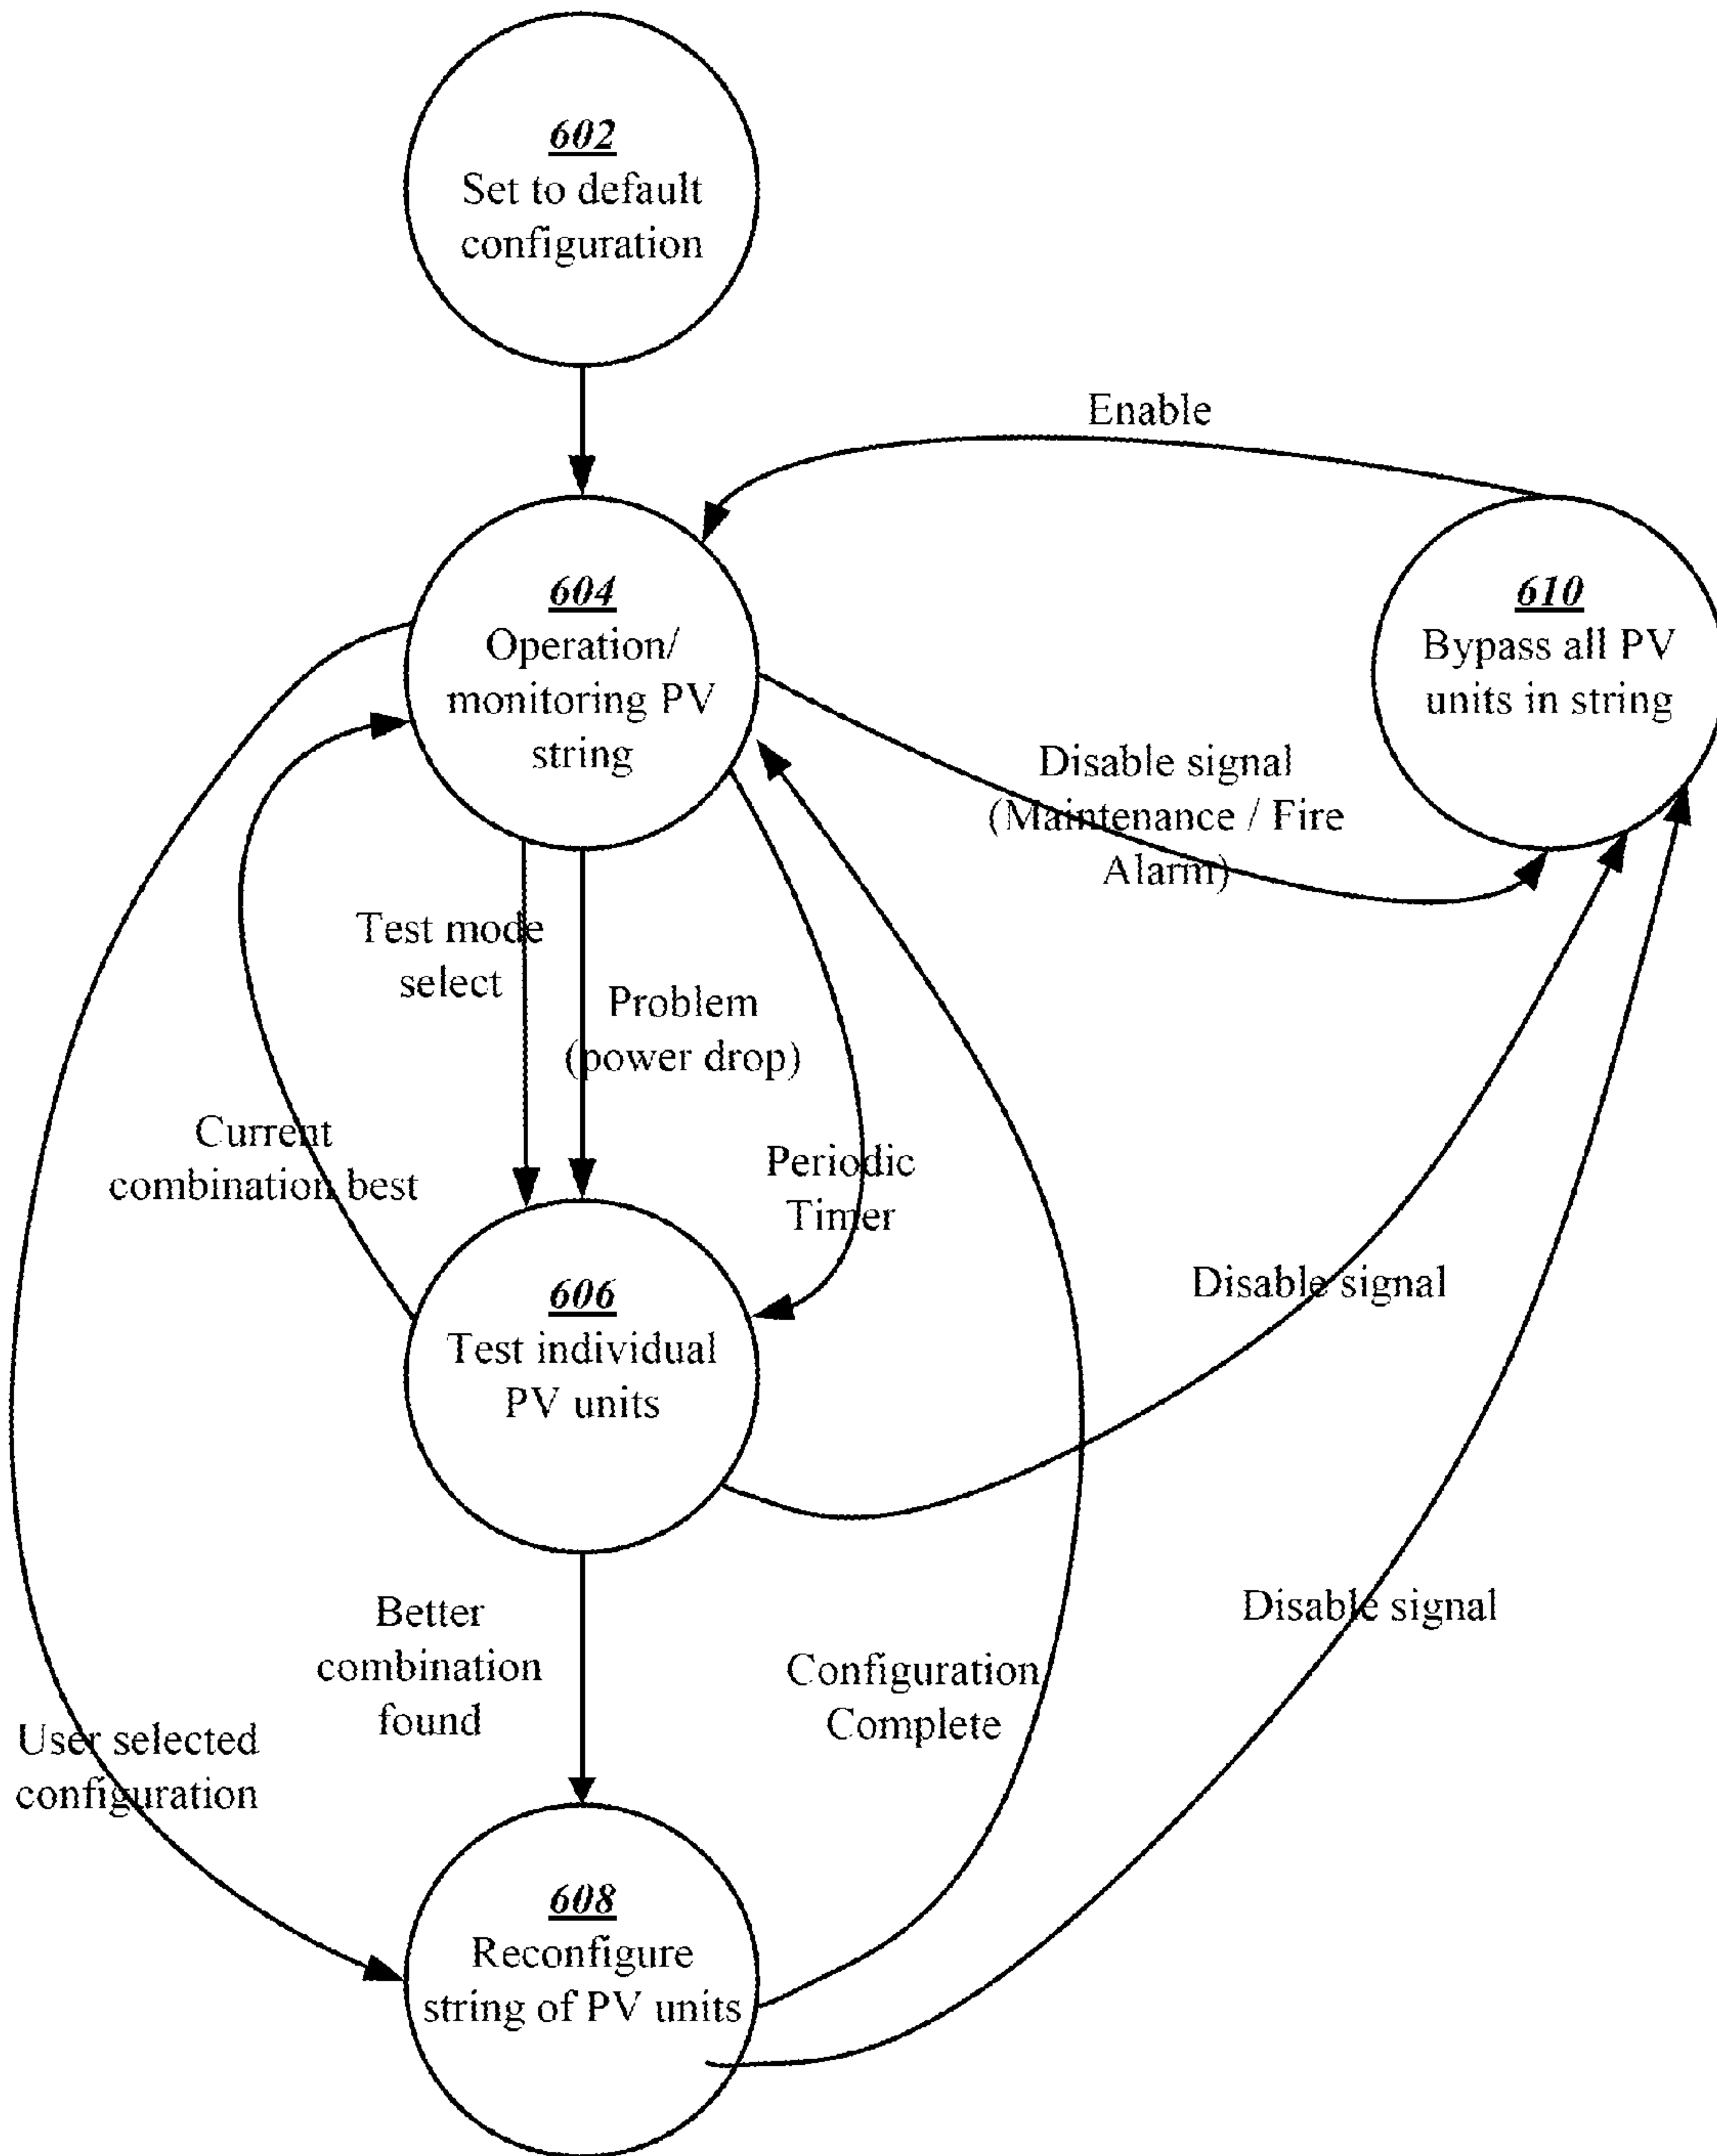 602
Set to default
configuration
Enable
604
Operation/
monitoring PV
string
610
Bypass all PV
units in string
Disable signal
(Maintenance / Fire
Alarm)
Test mode
select
Problem
(power drop)
Current
combination best
Periodic
Timer
606
Test individual
PV units
Disable signal
Better
combination
found
Disable signal
Configuration
Complete
User selected
configuration
608
Reconfigure
string of PV units